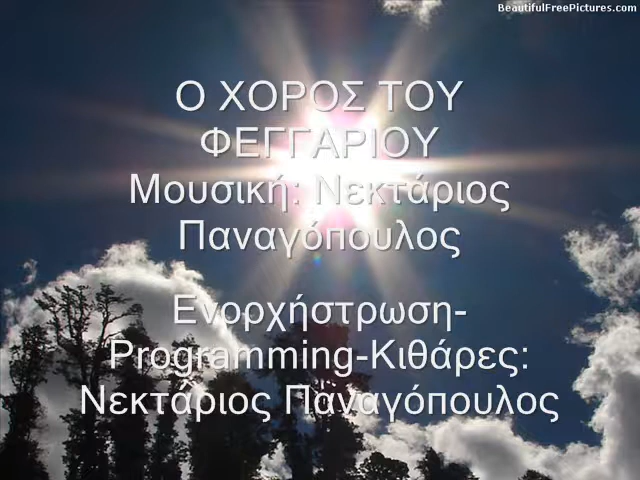 BeautifulFreePictures.com
Ο ΧΟΡΟΣ ΤΟΥ
ΦΕΓΓΑΡΙΟΥ
Μουσική: Νεκτάριος
Παναγόπουλος
Ενορχήστρωση-
Programming-Κιθάρες:
Νεκτάριος Παναγόπουλος